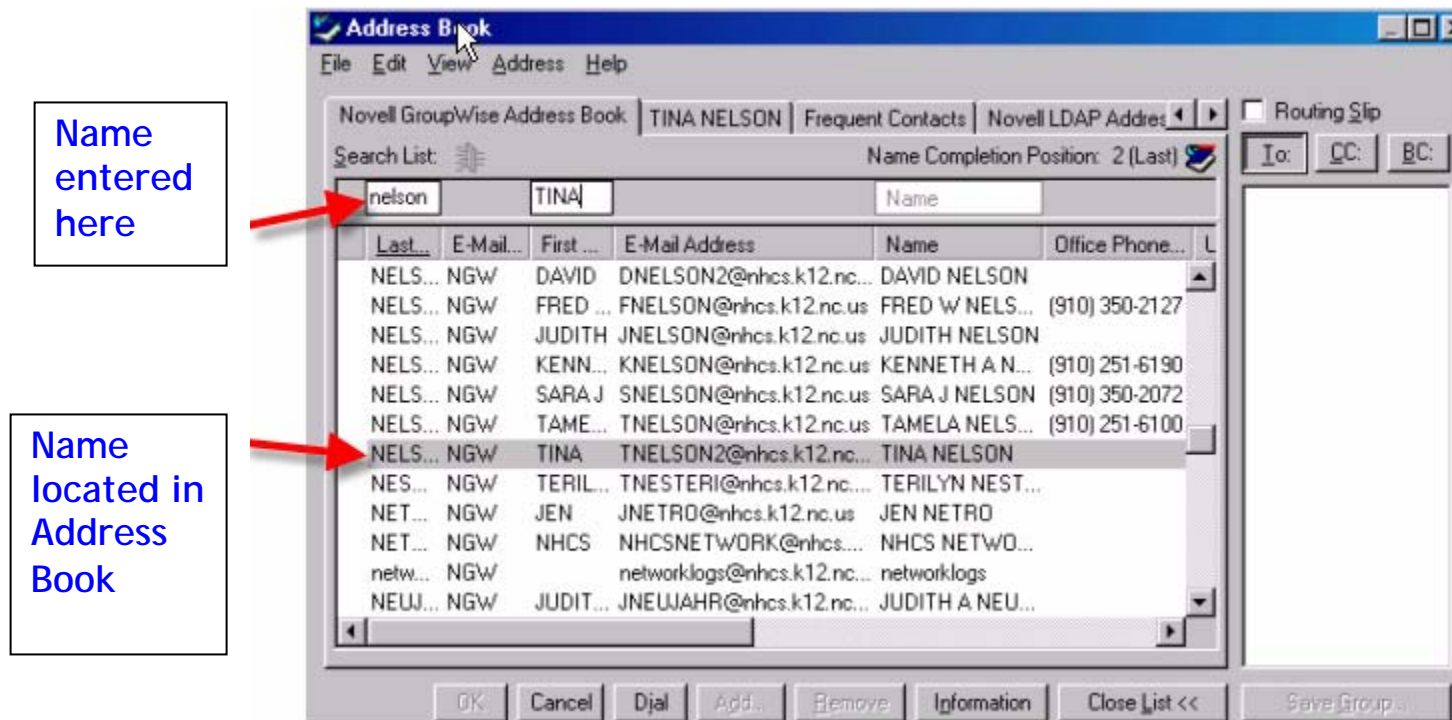 Name
entered
here
Name
located in
Address
Book
Address Book
File Edit View Address Help
Novell GroupWise Address Book TINA NELSON Frequent Contacts Novell LDAP Addres
Search List: Name Completion Position: 2 (Last)
nelson TINA Name
Last... E-Mail... First ... E-Mail Address Name Office Phone... L
NELS... NGW DAVID DNELSON2@nhcs.k12.nc... DAVID NELSON
NELS... NGW FRED ... FNELSON@nhcs.k12.nc.us FRED W NELS... (910) 350-2127
NELS... NGW JUDITH JNELSON@nhcs.k12.nc.us JUDITH NELSON
NELS... NGW KENN... KNELSON@nhcs.k12.nc.us KENNETH A N... (910) 251-6190
NELS... NGW SARA J SNELSON@nhcs.k12.nc.us SARA J NELSON (910) 350-2072
NELS... NGW TAME... TNELSON@nhcs.k12.nc.us TAMELA NELS... (910) 251-6100
NELS... NGW TINA TNELSON2@nhcs.k12.nc... TINA NELSON
NES... NGW TERIL... TNESTERI@nhcs.k12.nc.... TERILYN NEST...
NET... NGW JEN JNETRO@nhcs.k12.nc.us JEN NETRO
NET... NGW NHCS NHCSNETWORK@nhcs.... NHCS NETWO...
netw... NGW networklogs@nhcs.k12.nc... networklogs
NEUJ... NGW JUDIT... JNEUJAHR@nhcs.k12.nc... JUDITH A NEU...
Routing Slip
To: CC: BC:
OK Cancel Dial Add... Remove Information Close List << Save Group...